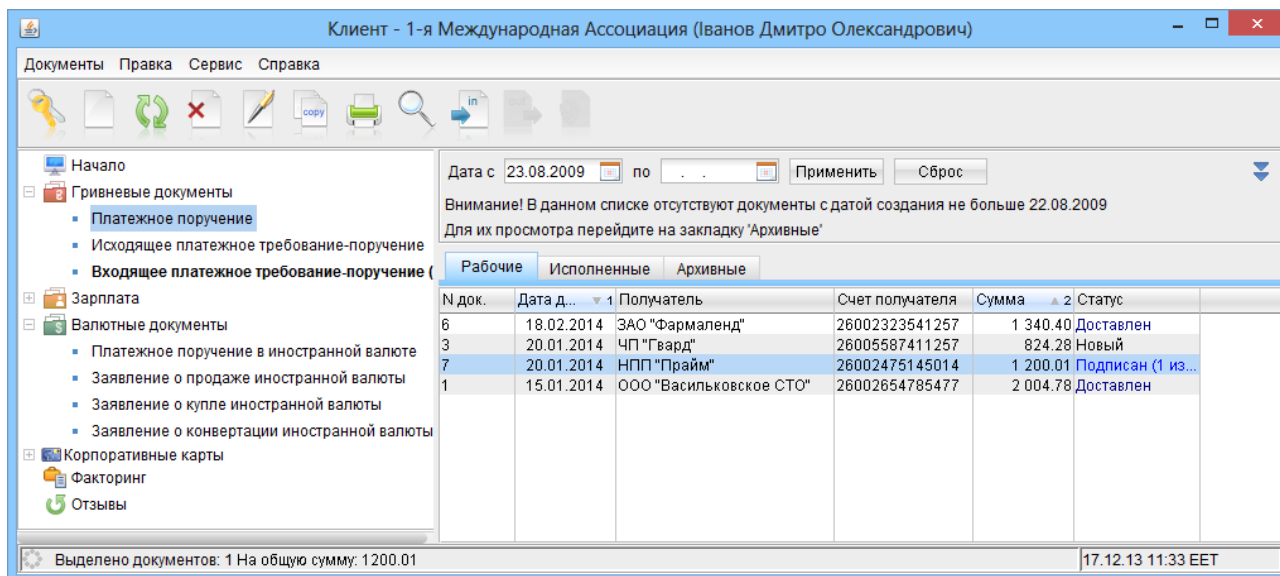 Клиент - 1-я Международная Ассоциация (Іванов Дмитро Олександрович)
Документы Правка Сервис Справка
copy in out
Начало
Гривневые документы
Платежное поручение
Исходящее платежное требование-поручение
Входящее платежное требование-поручение (
Зарплата
Валютные документы
Платежное поручение в иностранной валюте
Заявление о продаже иностранной валюты
Заявление о купле иностранной валюты
Заявление о конвертации иностранной валюты
Корпоративные карты
Факторинг
Отзывы
Дата с 23.08.2009 по . . Применить Сброс
Внимание! В данном списке отсутствуют документы с датой создания не больше 22.08.2009
Для их просмотра перейдите на закладку 'Архивные'
Рабочие Исполненные Архивные
N док. Дата д... 1 Получатель Счет получателя Сумма 2 Статус
6 18.02.2014 ЗАО "Фармаленд" 26002323541257 1 340.40 Доставлен
3 20.01.2014 ЧП "Гвард" 26005587411257 824.28 Новый
7 20.01.2014 НПП "Прайм" 26002475145014 1 200.01 Подписан (1 из...
1 15.01.2014 ООО "Васильковское СТО" 26002654785477 2 004.78 Доставлен
Выделено документов: 1 На общую сумму: 1200.01
17.12.13 11:33 EET